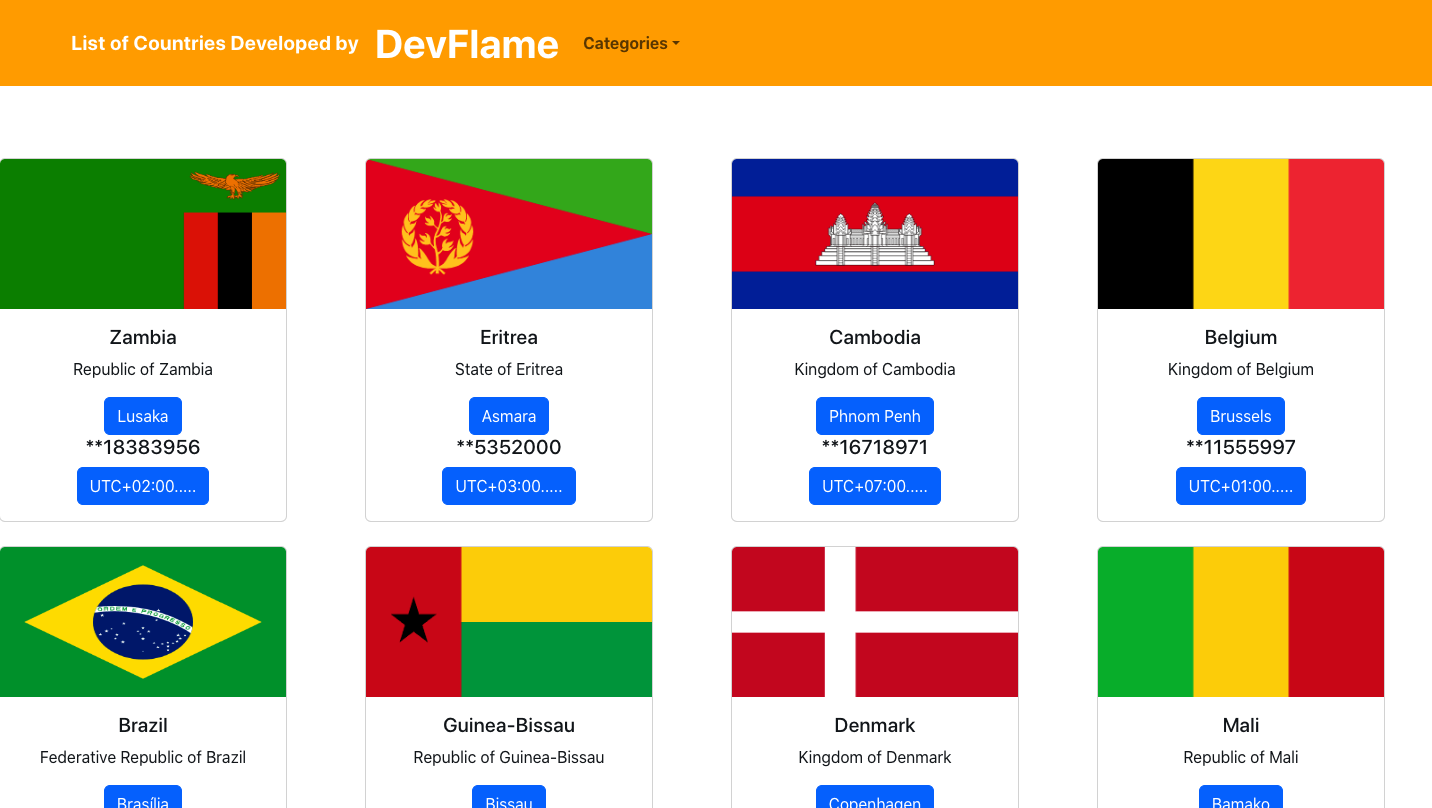 List of Countries Developed by DevFlame Categories
Zambia
Republic of Zambia
Lusaka
**18383956
UTC+02:00.....
Eritrea
State of Eritrea
Asmara
**5352000
UTC+03:00.....
Cambodia
Kingdom of Cambodia
Phnom Penh
**16718971
UTC+07:00.....
Belgium
Kingdom of Belgium
Brussels
**11555997
UTC+01:00.....
ORDEM E PROGRESSO
Brazil
Federative Republic of Brazil
Brasília
Guinea-Bissau
Republic of Guinea-Bissau
Bissau
Denmark
Kingdom of Denmark
Copenhagen
Mali
Republic of Mali
Bamako